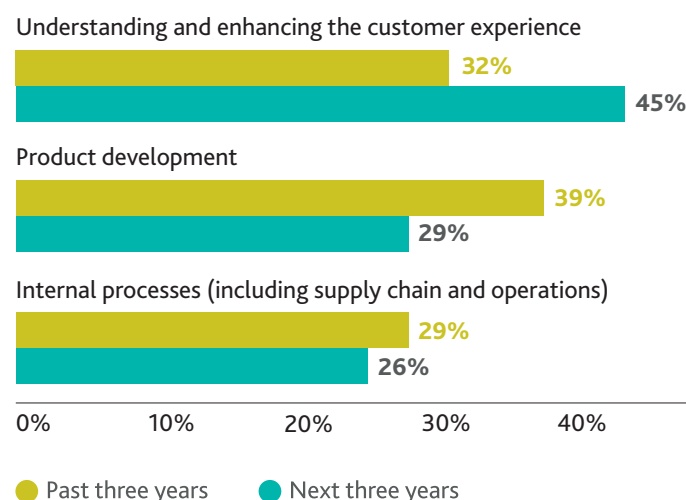 Understanding and enhancing the customer experience
32%
45%
Product development
39%
29%
Internal processes (including supply chain and operations)
29%
26%
0% 10% 20% 30% 40%
Past three years Next three years